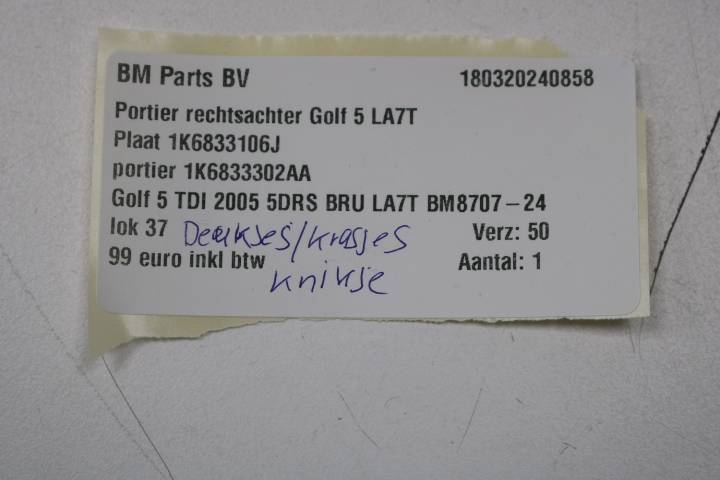 BM Parts BV 180320240858
Portier rechtsachter Golf 5 LA7T
Plaat 1K6833106J
portier 1K6833302AA
Golf 5 TDI 2005 5DRS BRU LA7T BM8707-24
lok 37 Deukjes/krasjes Verz: 50
99 euro inkl btw knikje Aantal: 1